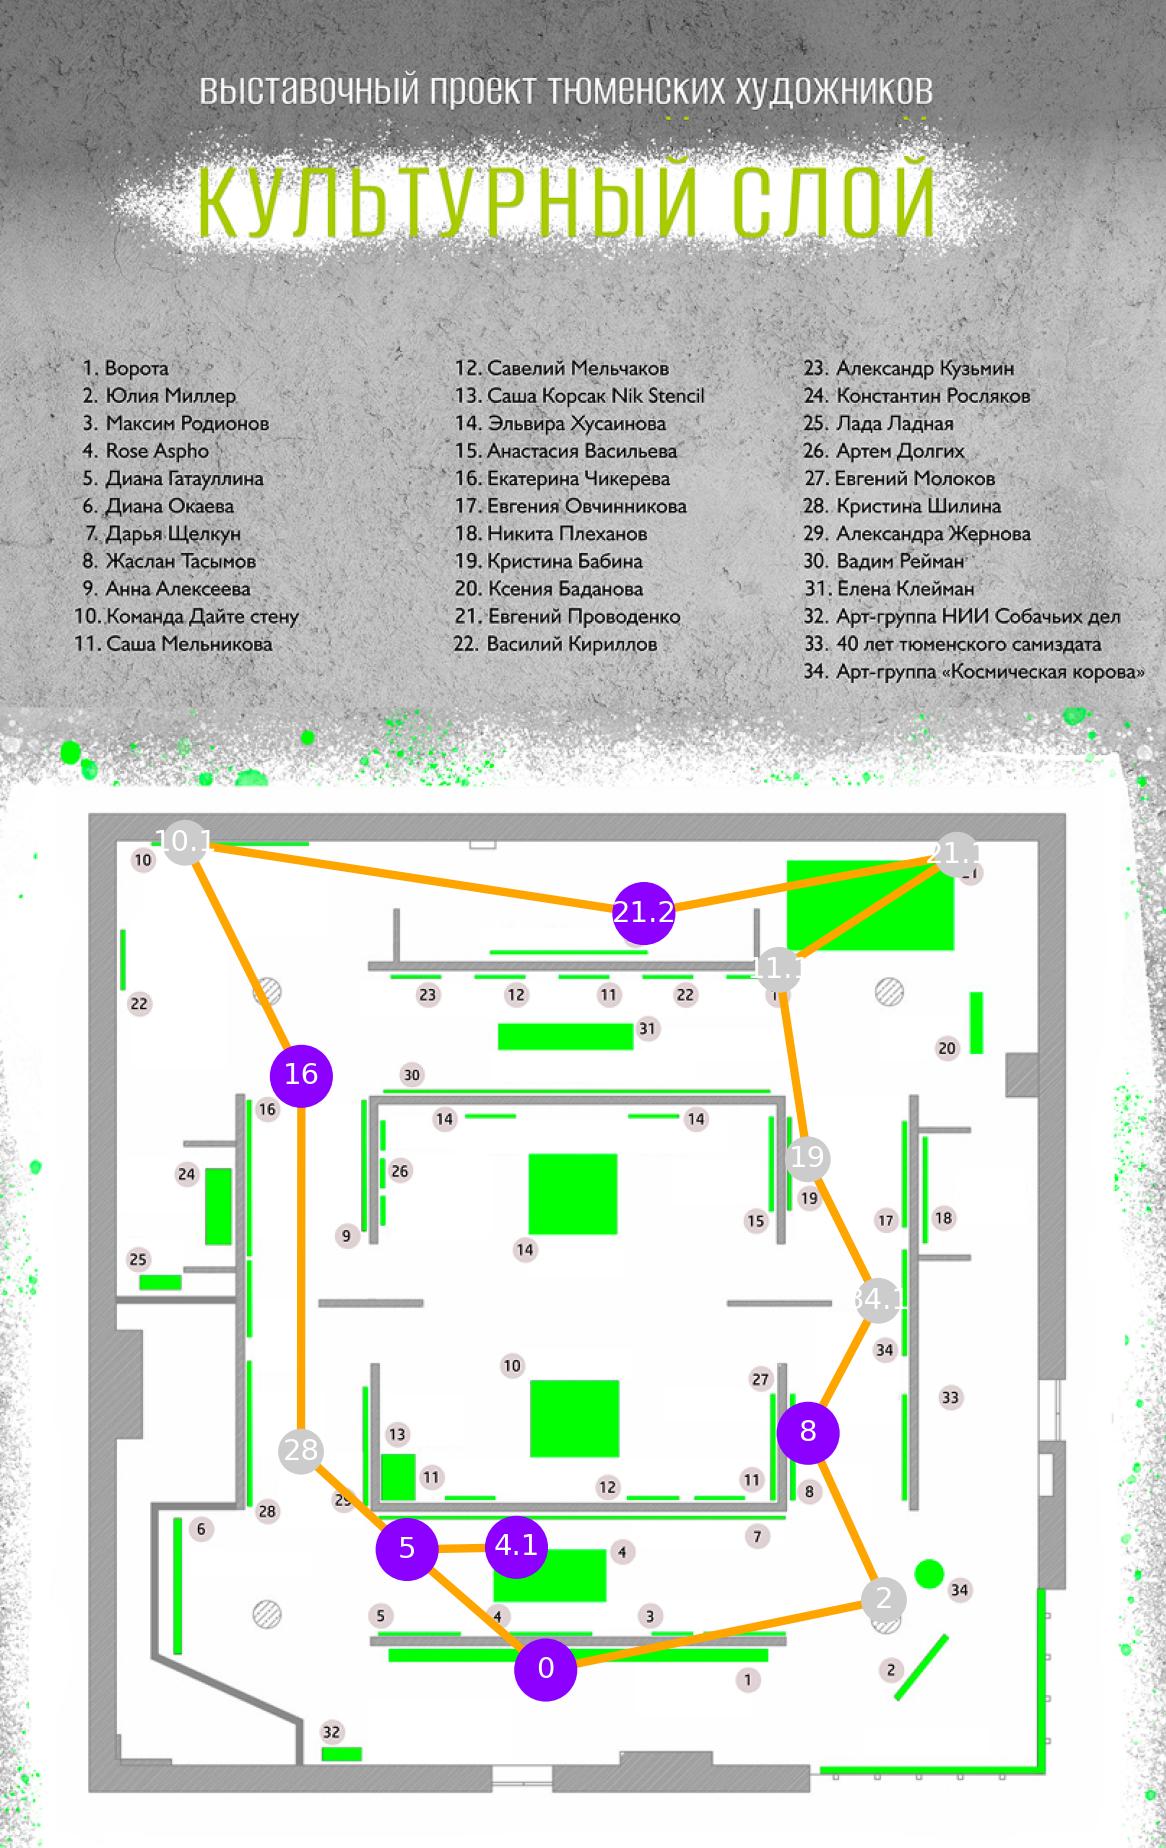 выставочный проект тюменских художников
КУЛЬТУРНЫЙ СЛОЙ
1. Ворота
2. Юлия Миллер
3. Максим Родионов
4. Rose Aspho
5. Диана Гатауллина
6. Диана Окаева
7. Дарья Щелкун
8. Жаслан Тасымов
9. Анна Алексеева
10. Команда Дайте стену
11. Саша Мельникова
12. Савелий Мельчаков
13. Саша Корсак Nik Stencil
14. Эльвира Хусаинова
15. Анастасия Васильева
16. Екатерина Чикерева
17. Евгения Овчинникова
18. Никита Плеханов
19. Кристина Бабина
20. Ксения Баданова
21. Евгений Проводенко
22. Василий Кириллов
23. Александр Кузьмин
24. Константин Росляков
25. Лада Ладная
26. Артем Долгих
27. Евгений Молоков
28. Кристина Шилина
29. Александра Жернова
30. Вадим Рейман
31. Елена Клейман
32. Арт-группа НИИ Собачьих дел
33. 40 лет тюменского самиздата
34. Арт-группа «Космическая корова»
10.1 21.1
10 21
21.2
11.1
22 23 12 11 22
31 20
30
16
16 14 14
24 26 19
9 15 19 17 18
25 14
34.1
10 27 34 33
13 8
28 11 12 11 8
29
28
6 5 4.1 4 7
2 34
5 4 3
0 1 2
32